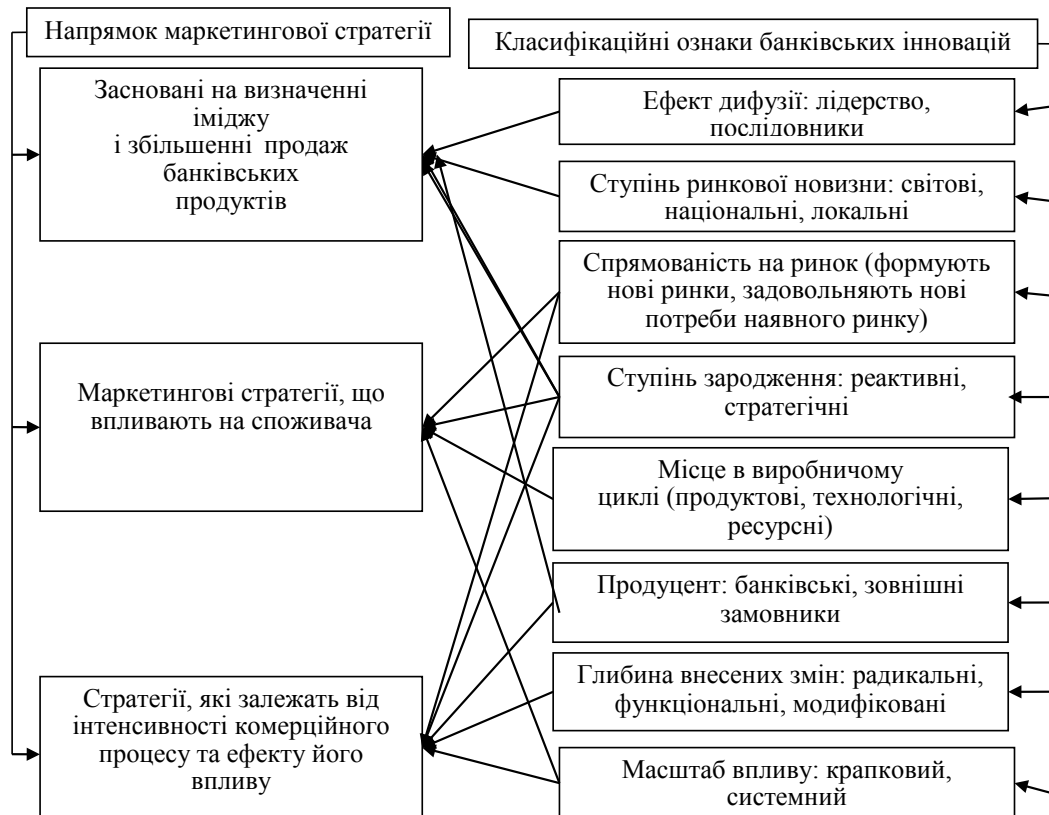 Напрямок маркетингової стратегії
Засновані на визначенні
іміджу
і збільшенні продаж
банківських
продуктів
Маркетингові стратегії, що
впливають на споживача
Стратегії, які залежать від
інтенсивності комерційного
процесу та ефекту його
впливу
Класифікаційні ознаки банківських інновацій
Ефект дифузії: лідерство,
послідовники
Ступінь ринкової новизни: світові,
національні, локальні
Спрямованість на ринок (формують
нові ринки, задовольняють нові
потреби наявного ринку)
Ступінь зародження: реактивні,
стратегічні
Місце в виробничому
циклі (продуктові, технологічні,
ресурсні)
Продуцент: банківські, зовнішні
замовники
Глибина внесених змін: радикальні,
функціональні, модифіковані
Масштаб впливу: крапковий,
системний